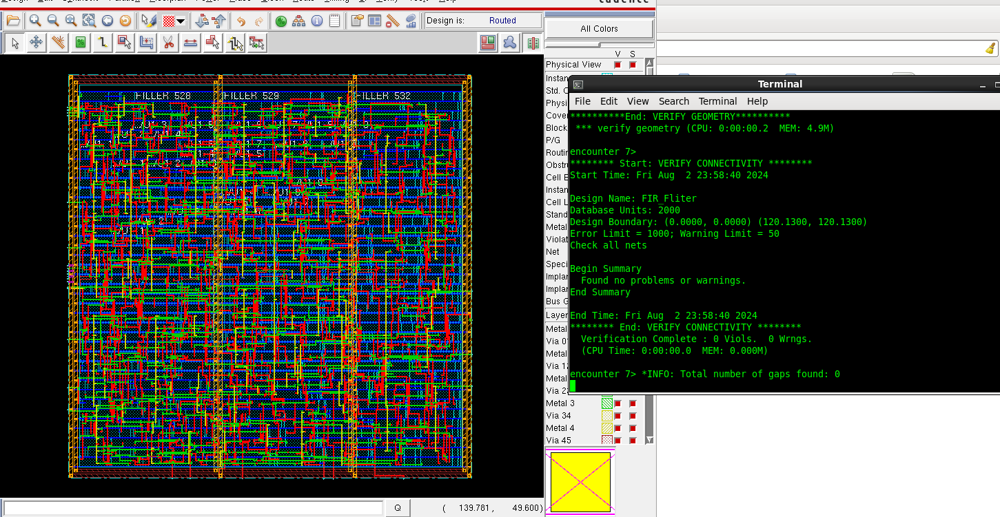 cadence
Design is: Routed
All Colors
V S
Physical View
Instan
Std. C
Physi
Cover
Block
P/G
Routin
Obstru
Cell B
Instan
Cell L
Stand
Metal
Violat
Net
Speci
Implan
Implan
Bus G
Layer
Metal
Via 01
Metal
Via 12
Metal
Via 23
Metal 3
Via 34
Metal 4
Via 45
FILLER 528
FILLER 529
FILLER 532
Q
( 139.781, 49.600)
Terminal
File Edit View Search Terminal Help
**********End: VERIFY GEOMETRY**********
*** verify geometry (CPU: 0:00:00.2 MEM: 4.9M)
encounter 7>
******** Start: VERIFY CONNECTIVITY ********
Start Time: Fri Aug 2 23:58:40 2024
Design Name: FIR_Fliter
Database Units: 2000
Design Boundary: (0.0000, 0.0000) (120.1300, 120.1300)
Error Limit = 1000; Warning Limit = 50
Check all nets
Begin Summary
Found no problems or warnings.
End Summary
End Time: Fri Aug 2 23:58:40 2024
******** End: VERIFY CONNECTIVITY ********
Verification Complete : 0 Viols. 0 Wrngs.
(CPU Time: 0:00:00.0 MEM: 0.000M)
encounter 7> *INFO: Total number of gaps found: 0